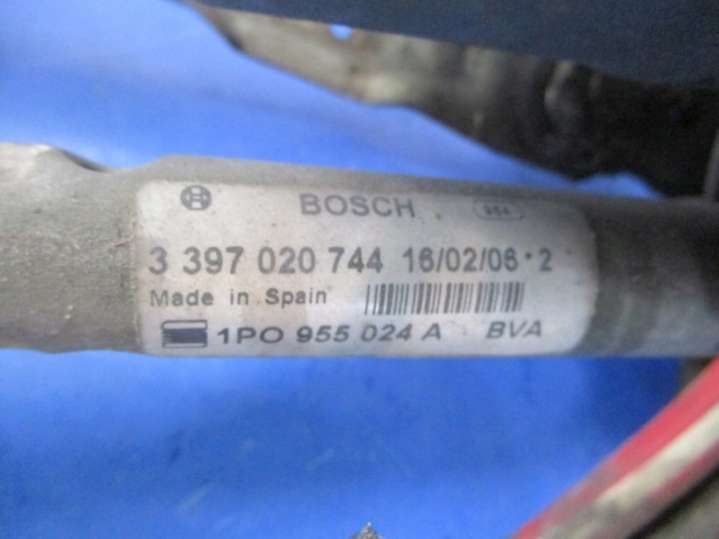 BOSCH
3 397 020 744 16/02/06·2
Made in Spain
1PO 955 024 A BVA